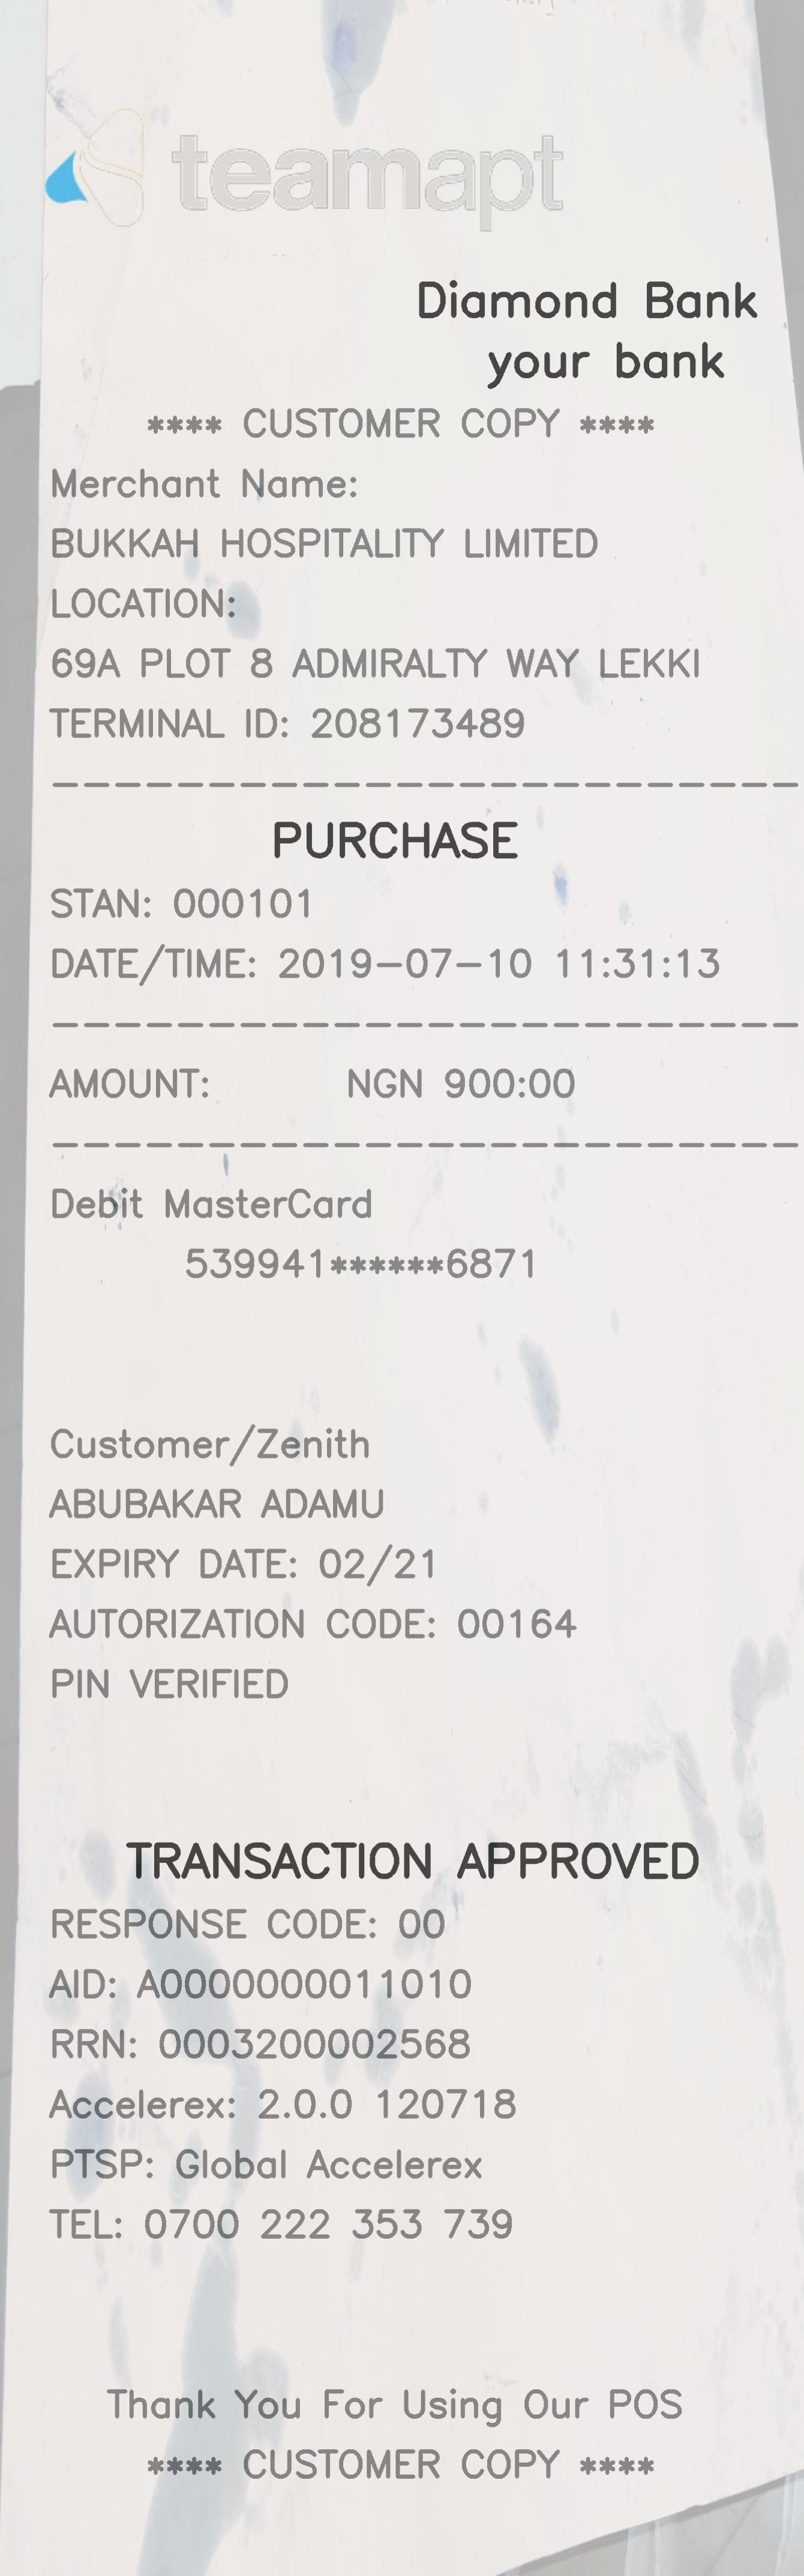 teamapt
Diamond Bank
your bank
**** CUSTOMER COPY ****
Merchant Name:
BUKKAH HOSPITALITY LIMITED
LOCATION:
69A PLOT 8 ADMIRALTY WAY LEKKI
TERMINAL ID: 208173489
------------------------
PURCHASE
STAN: 000101
DATE/TIME: 2019-07-10 11:31:13
------------------------
AMOUNT: NGN 900:00
------------------------
Debit MasterCard
539941******6871
Customer/Zenith
ABUBAKAR ADAMU
EXPIRY DATE: 02/21
AUTORIZATION CODE: 00164
PIN VERIFIED
TRANSACTION APPROVED
RESPONSE CODE: 00
AID: A0000000011010
RRN: 0003200002568
Accelerex: 2.0.0 120718
PTSP: Global Accelerex
TEL: 0700 222 353 739
Thank You For Using Our POS
**** CUSTOMER COPY ****